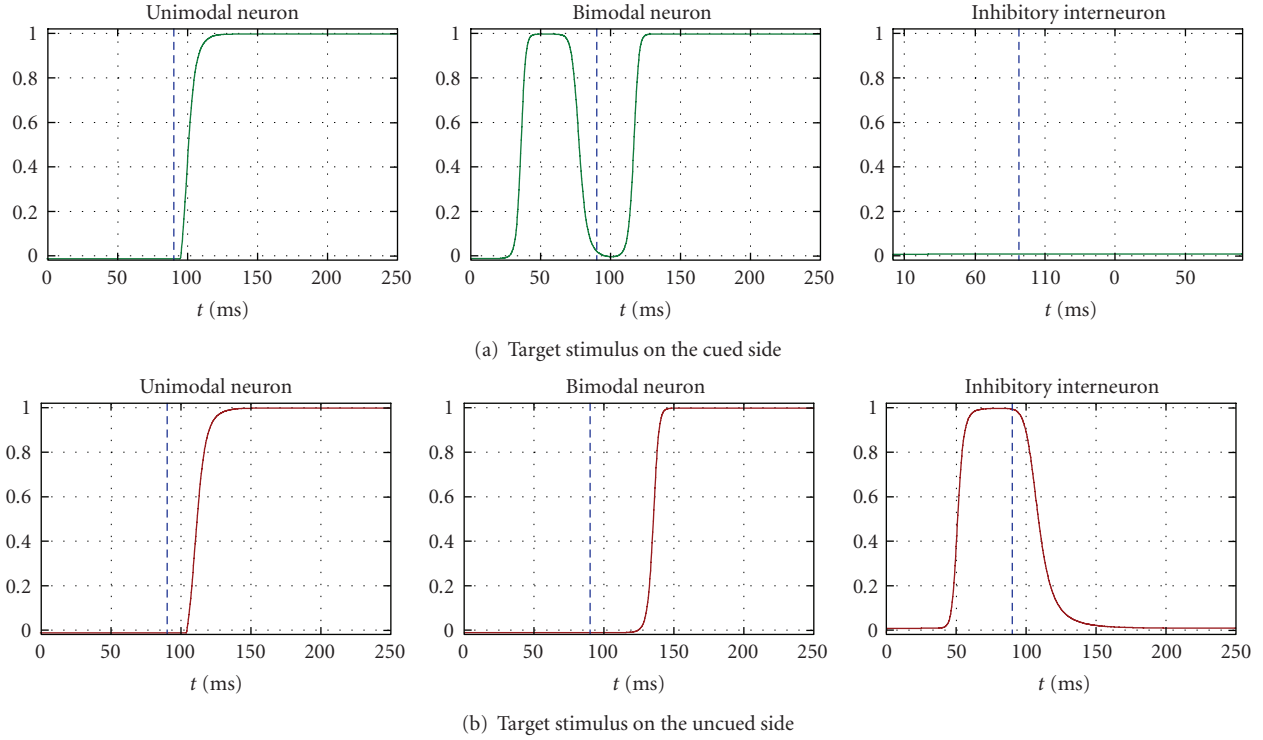 Unimodal neuron
Bimodal neuron
Inhibitory interneuron
1
0.8
0.6
0.4
0.2
0
0 50 100 150 200 250
t (ms)
1
0.8
0.6
0.4
0.2
0
0 50 100 150 200 250
t (ms)
1
0.8
0.6
0.4
0.2
0
10 60 110 0 50
t (ms)
(a) Target stimulus on the cued side
Unimodal neuron
Bimodal neuron
Inhibitory interneuron
1
0.8
0.6
0.4
0.2
0
0 50 100 150 200 250
t (ms)
1
0.8
0.6
0.4
0.2
0
0 50 100 150 200 250
t (ms)
1
0.8
0.6
0.4
0.2
0
0 50 100 150 200 250
t (ms)
(b) Target stimulus on the uncued side